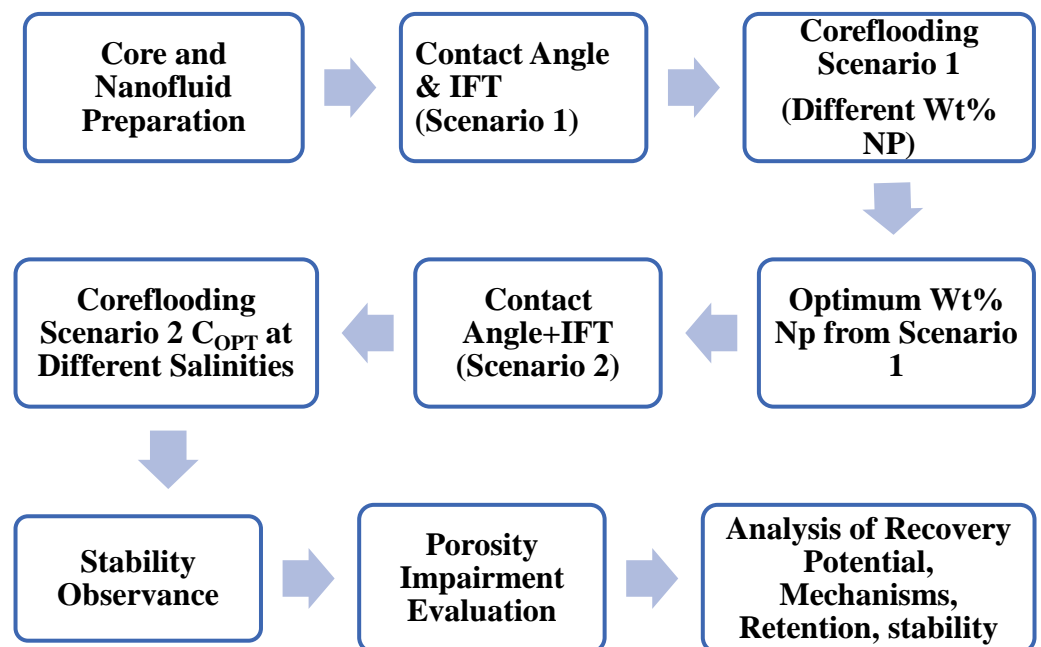 Core and
Nanofluid
Preparation
Contact Angle
& IFT
(Scenario 1)
Coreflooding
Scenario 1
(Different Wt%
NP)
Optimum Wt%
Np from Scenario
1
Contact
Angle+IFT
(Scenario 2)
Coreflooding
Scenario 2 C_OPT at
Different Salinities
Stability
Observance
Porosity
Impairment
Evaluation
Analysis of Recovery
Potential,
Mechanisms,
Retention, stability